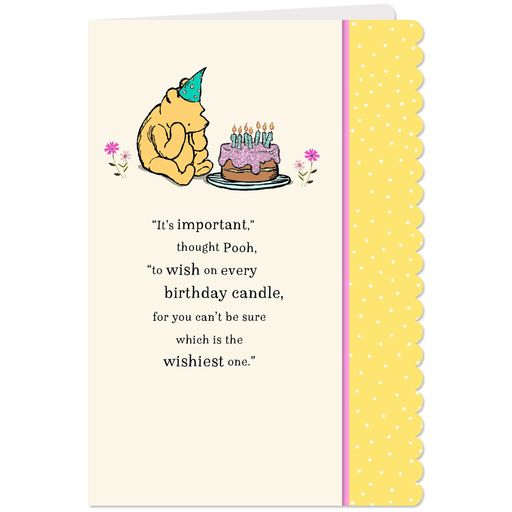 “It’s important,”
thought Pooh,
“to wish on every
birthday candle,
for you can’t be sure
which is the
wishiest one.”